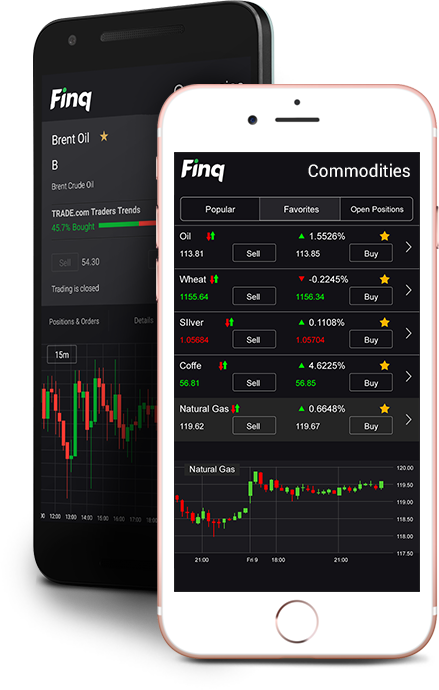 Finq
Brent Oil
B
Brent Crude Oil
TRADE.com Traders Trends
45.7% Bought
Sell 54.30
Trading is closed
Positions & Orders Details
15m
12:00 13:00 14:00 15:00 16:00 17:00 18:00
Finq Commodities
Popular Favorites Open Positions
Oil 1.5526%
113.81 Sell 113.85 Buy
Wheat -0.2245%
1155.64 Sell 1156.34 Buy
SIlver 0.1108%
1.05684 Sell 1.05704 Buy
Coffe 4.6225%
56.81 Sell 56.85 Buy
Natural Gas 0.6648%
119.62 Sell 119.67 Buy
Natural Gas
120.00
119.50
119.00
118.50
118.00
117.50
21:00 Fri 9 18:00 21:00